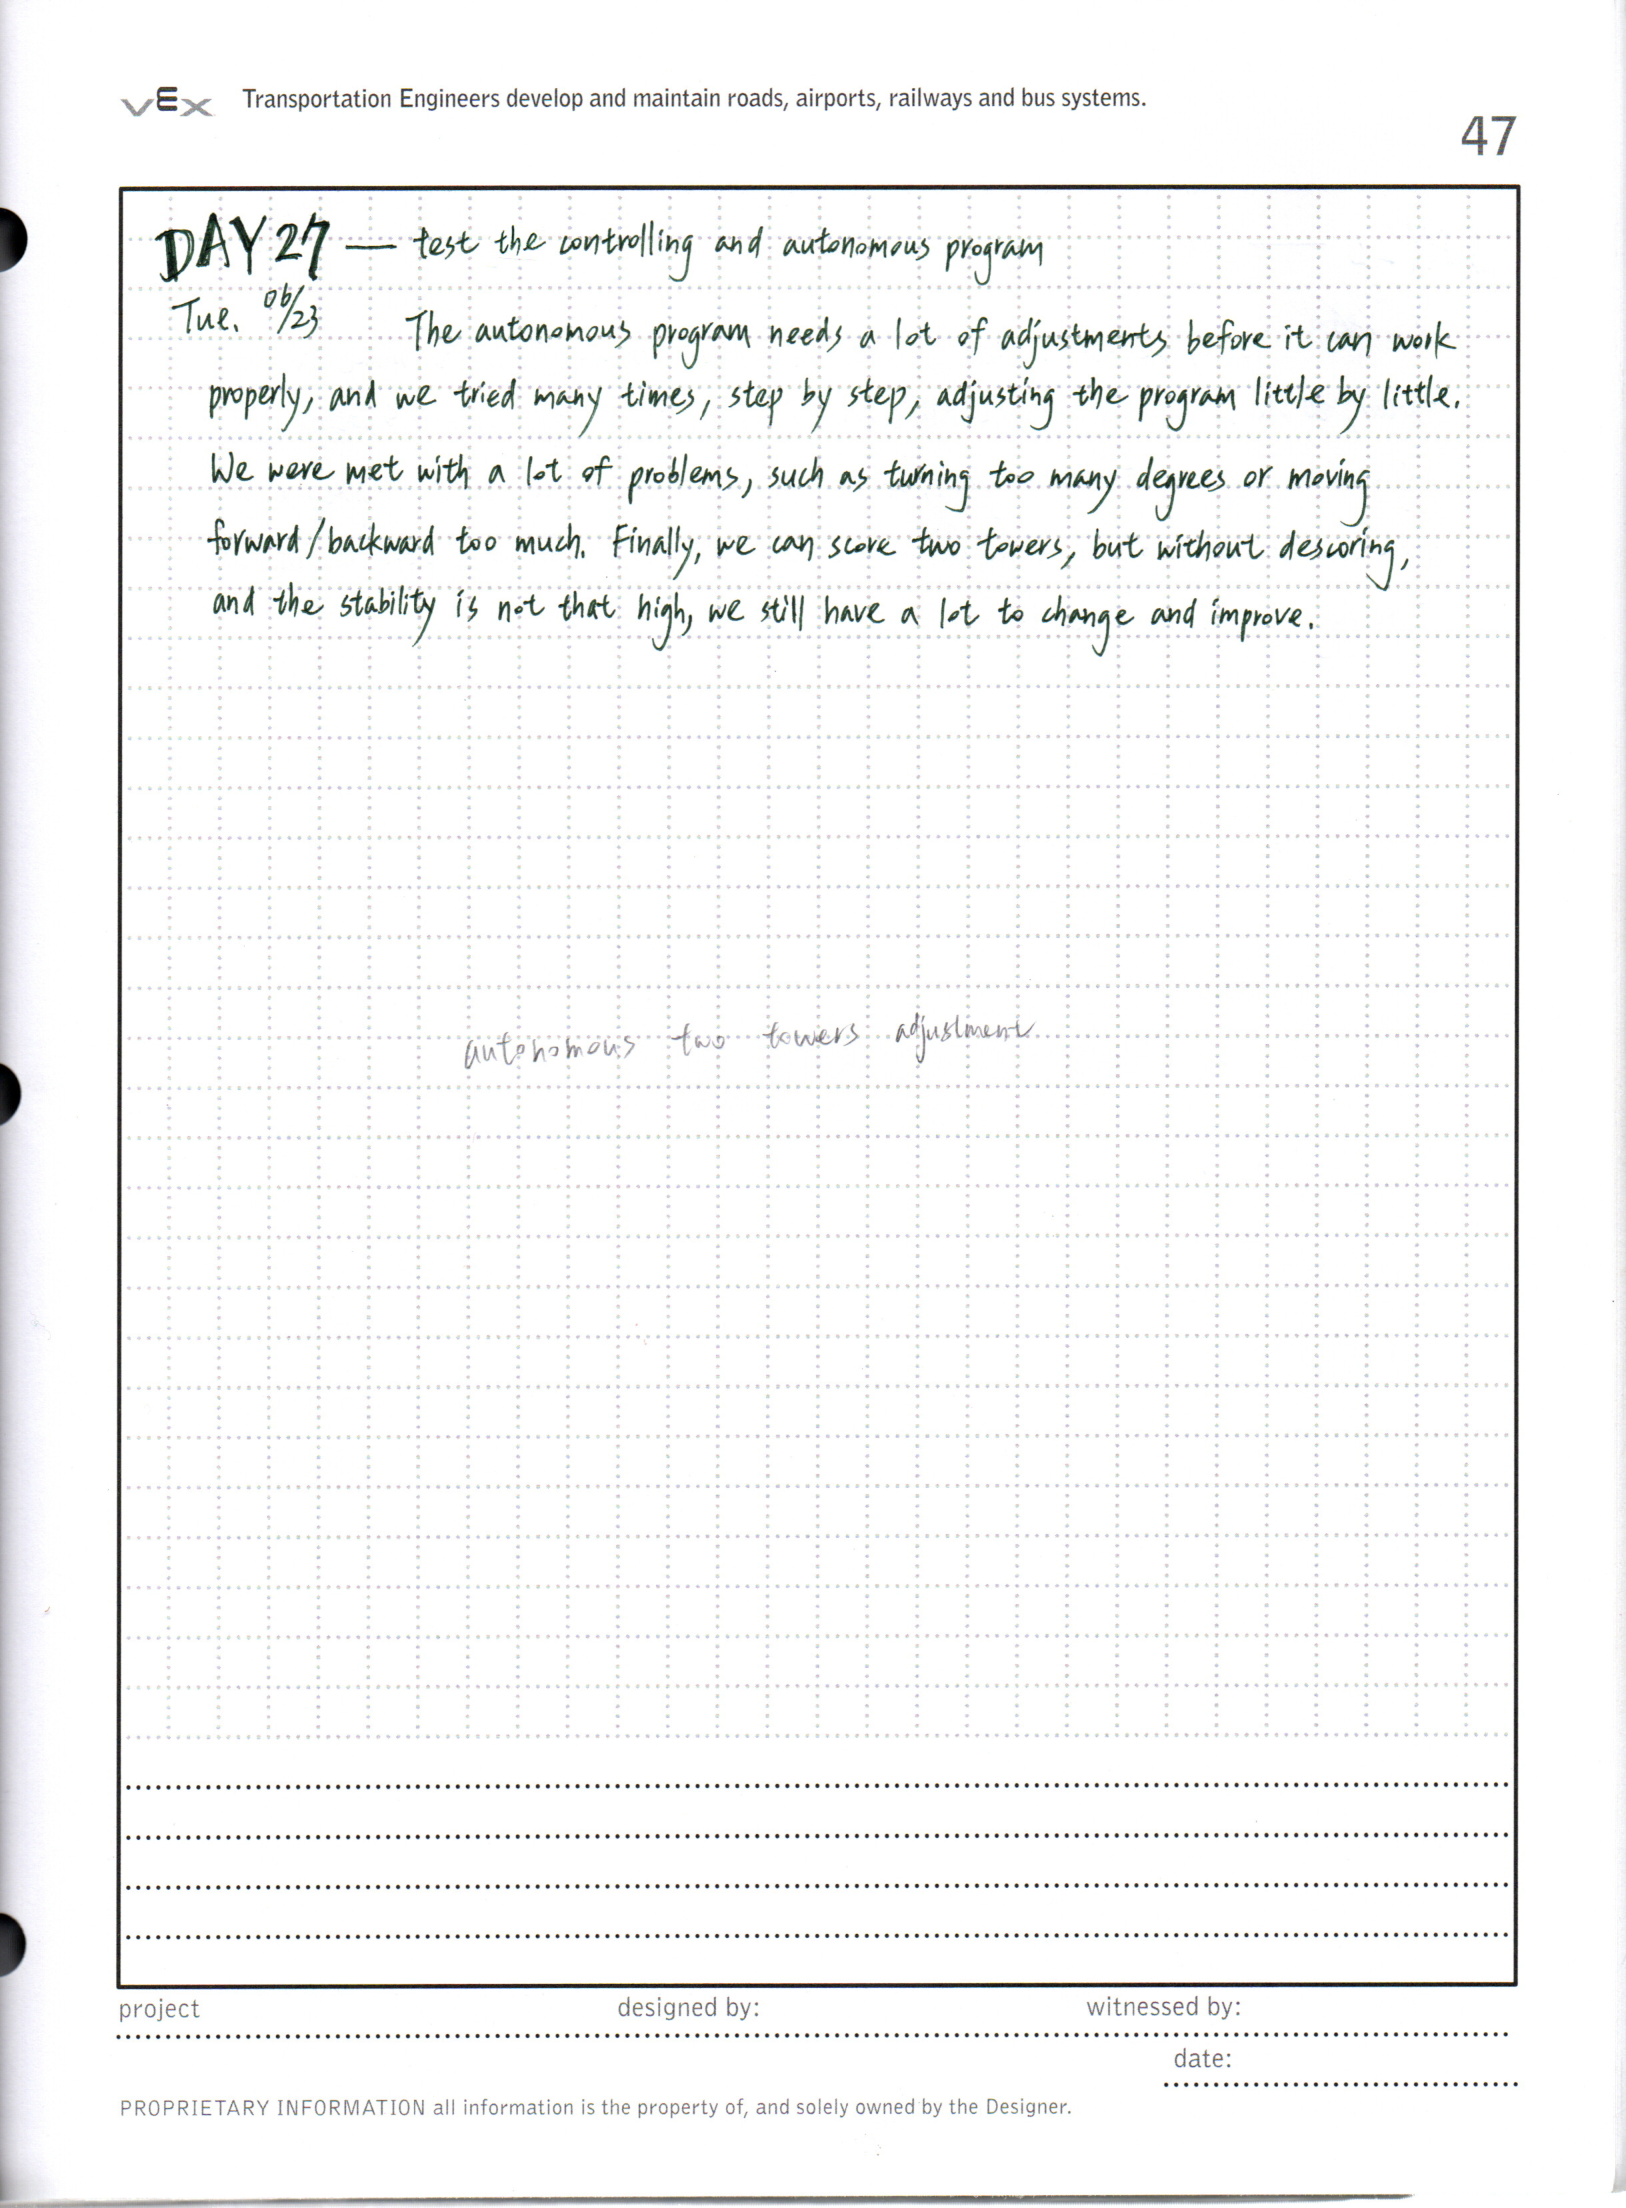 VEX Transportation Engineers develop and maintain roads, airports, railways and bus systems.
47
DAY 27 — test the controlling and autonomous program
Tue. 06/23
The autonomous program needs a lot of adjustments before it can work
properly, and we tried many times, step by step, adjusting the program little by little.
We were met with a lot of problems, such as turning too many degrees or moving
forward/backward too much. Finally, we can score two towers, but without descoring,
and the stability is not that high, we still have a lot to change and improve.
autonomous two towers adjustment
project designed by: witnessed by:
date:
PROPRIETARY INFORMATION all information is the property of, and solely owned by the Designer.